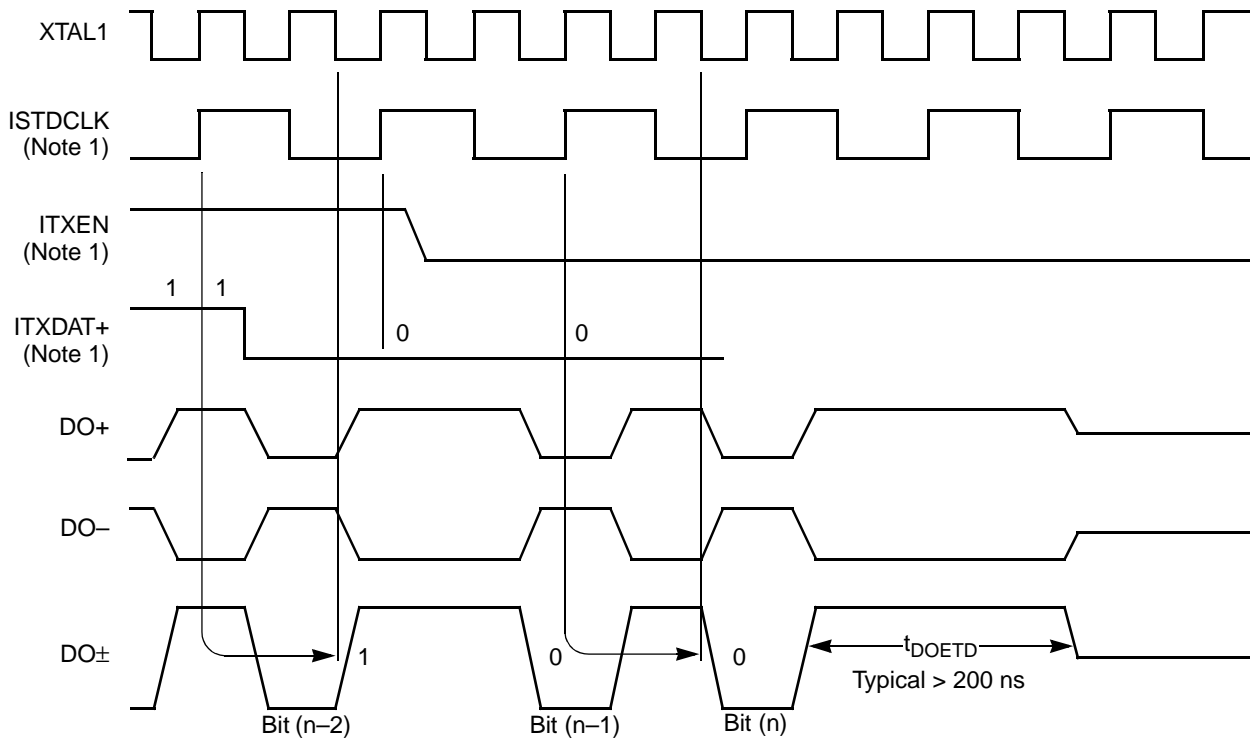 XTAL1
ISTDCLK
(Note 1)
ITXEN
(Note 1)
1 1
ITXDAT+
(Note 1)
0 0
DO+
DO–
DO±
1 0 0
tDOETD
Typical > 200 ns
Bit (n–2) Bit (n–1) Bit (n)